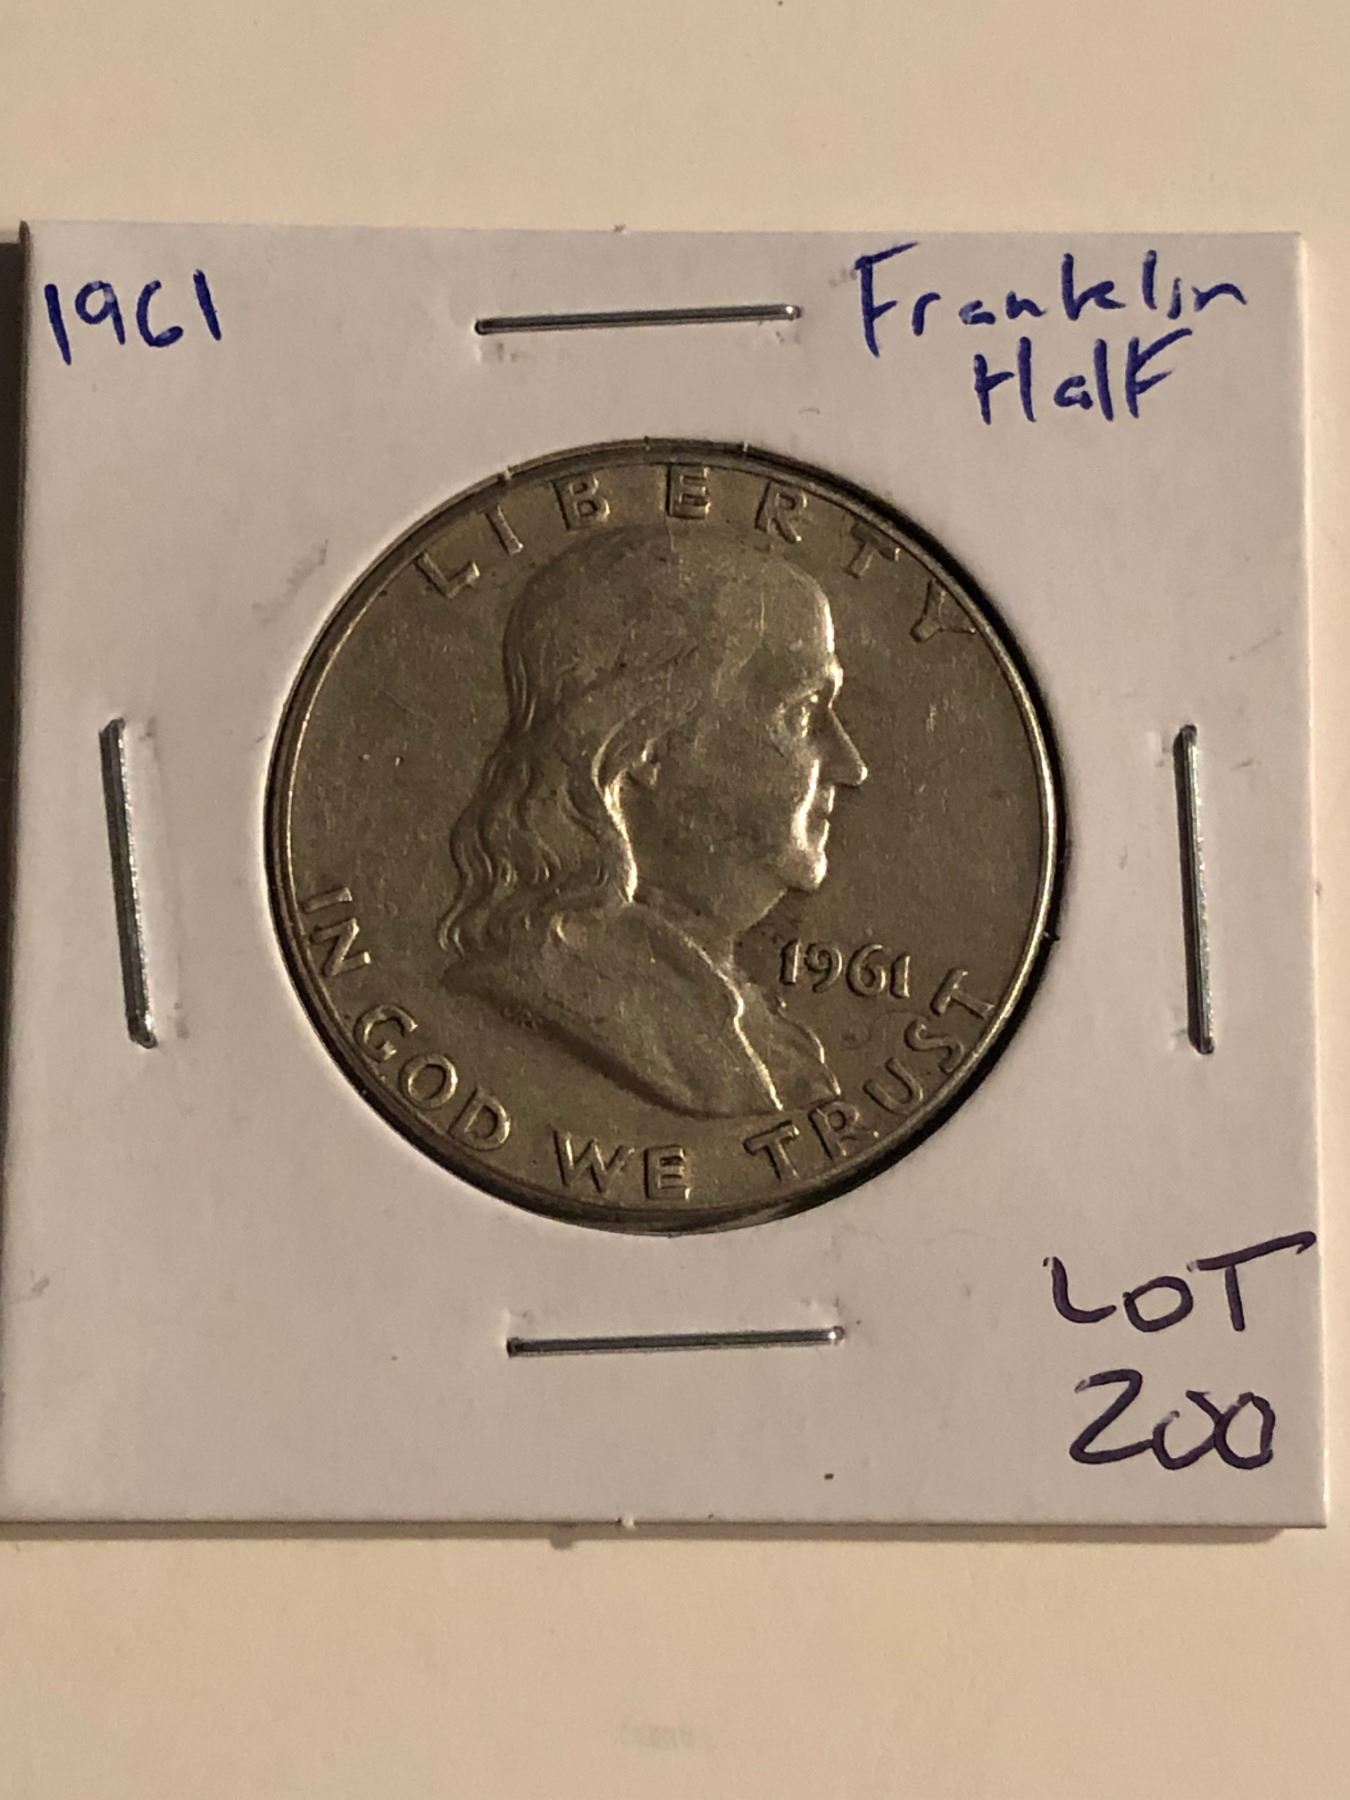 1961
Franklin
Half
LIBERTY
1961
IN GOD WE TRUST
LOT
200